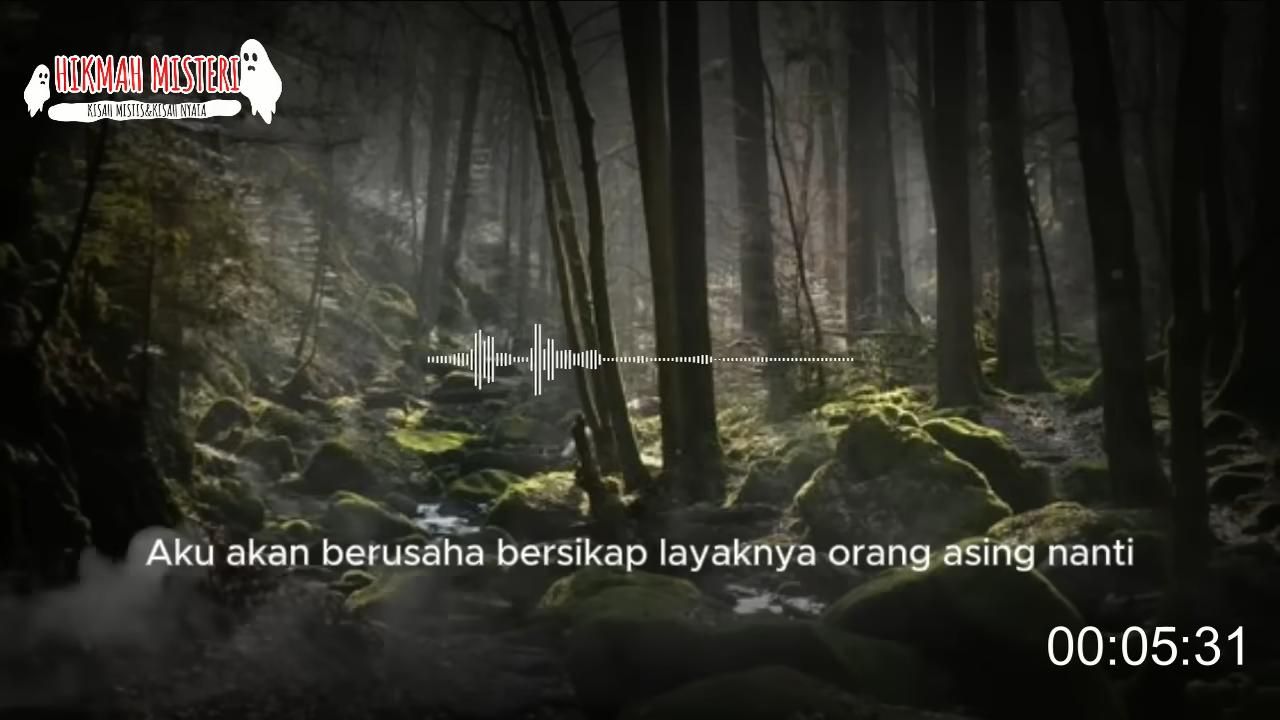 HIKMAH MISTERI
KISAH MISTIS&KISAH NYATA
Aku akan berusaha bersikap layaknya orang asing nanti
00:05:31